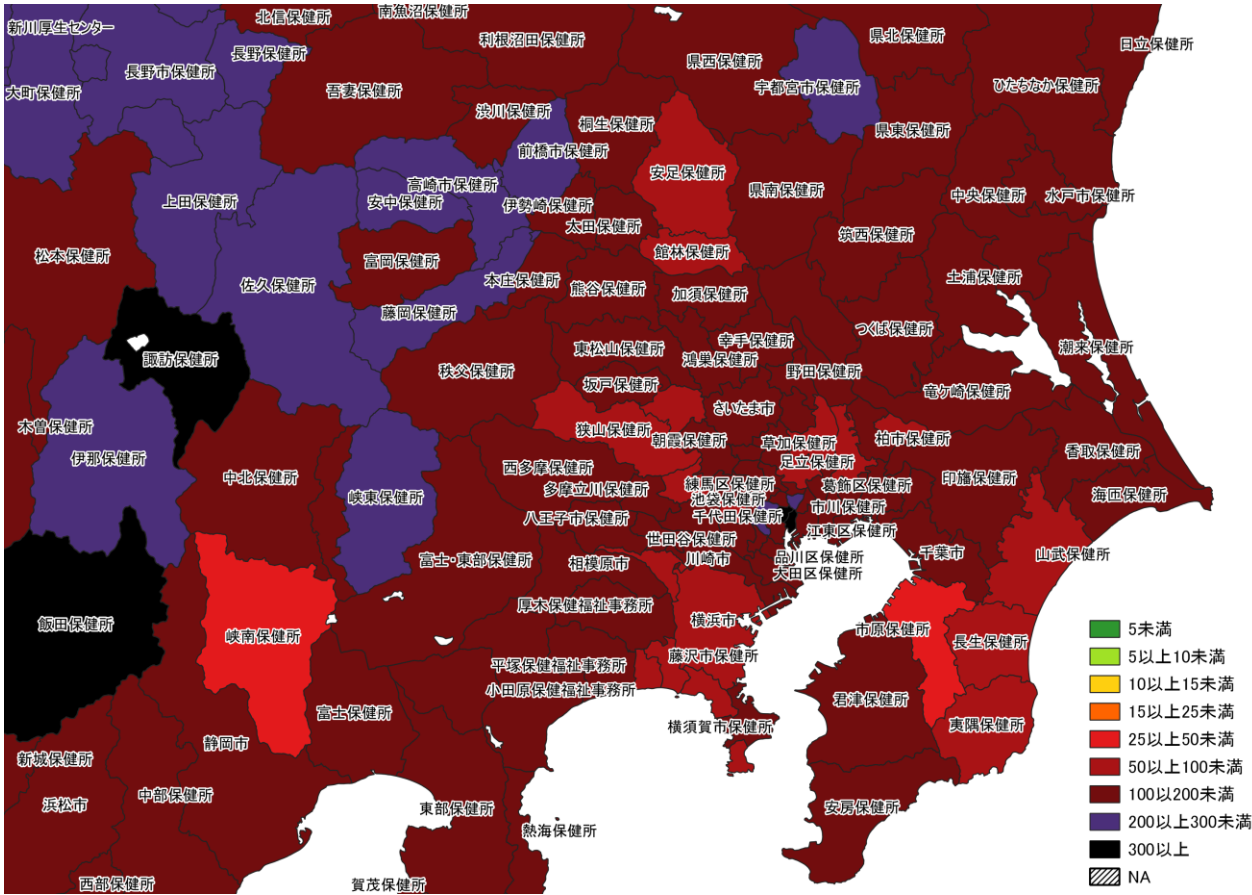 新川厚生センター
北信保健所
南魚沼保健所
利根沼田保健所
県北保健所
日立保健所
長野保健所
長野市保健所
県西保健所
大町保健所
吾妻保健所
宇都宮市保健所
ひたちなか保健所
渋川保健所
桐生保健所
県東保健所
前橋市保健所
安足保健所
高崎市保健所
県南保健所
上田保健所
安中保健所
伊勢崎保健所
中央保健所
水戸市保健所
太田保健所
筑西保健所
松本保健所
富岡保健所
館林保健所
佐久保健所
本庄保健所
熊谷保健所
加須保健所
土浦保健所
藤岡保健所
つくば保健所
幸手保健所
東松山保健所
鴻巣保健所
潮来保健所
諏訪保健所
秩父保健所
野田保健所
坂戸保健所
竜ケ崎保健所
さいたま市
木曽保健所
狭山保健所
朝霞保健所
草加保健所
柏市保健所
伊那保健所
足立保健所
香取保健所
西多摩保健所
中北保健所
峡東保健所
練馬区保健所
葛飾区保健所
印旛保健所
多摩立川保健所
池袋保健所
市川保健所
海匝保健所
八王子市保健所
千代田保健所
江東区保健所
世田谷保健所
富士・東部保健所
相模原市
川崎市
品川区保健所
千葉市
山武保健所
大田区保健所
厚木保健福祉事務所
飯田保健所
横浜市
市原保健所
峡南保健所
長生保健所
藤沢市保健所
平塚保健福祉事務所
小田原保健福祉事務所
君津保健所
富士保健所
横須賀市保健所
夷隅保健所
静岡市
新城保健所
中部保健所
浜松市
東部保健所
安房保健所
熱海保健所
西部保健所
賀茂保健所
5未満
5以上10未満
10以上15未満
15以上25未満
25以上50未満
50以上100未満
100以200未満
200以上300未満
300以上
NA